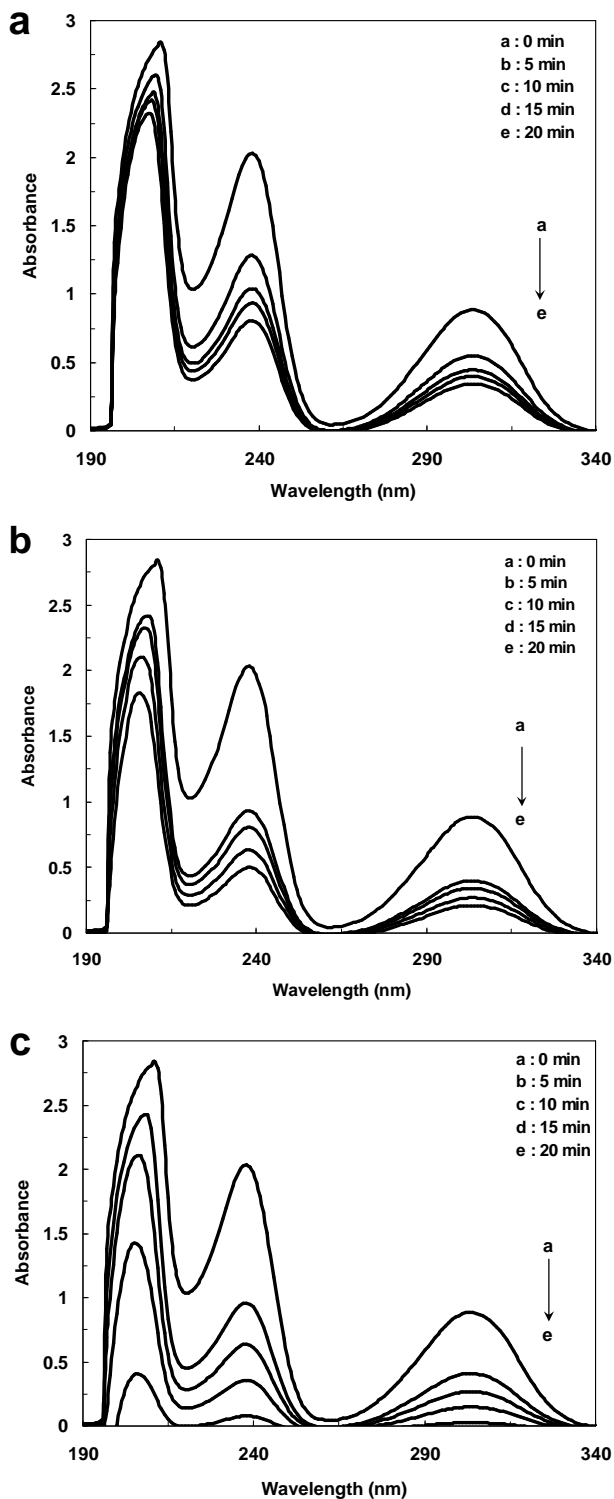 a
3
2.5
2
1.5
1
0.5
0
Absorbance
a : 0 min
b : 5 min
c : 10 min
d : 15 min
e : 20 min
a
e
190 240 290 340
Wavelength (nm)
b
3
2.5
2
1.5
1
0.5
0
Absorbance
a : 0 min
b : 5 min
c : 10 min
d : 15 min
e : 20 min
a
e
190 240 290 340
Wavelength (nm)
c
3
2.5
2
1.5
1
0.5
0
Absorbance
a : 0 min
b : 5 min
c : 10 min
d : 15 min
e : 20 min
a
e
190 240 290 340
Wavelength (nm)